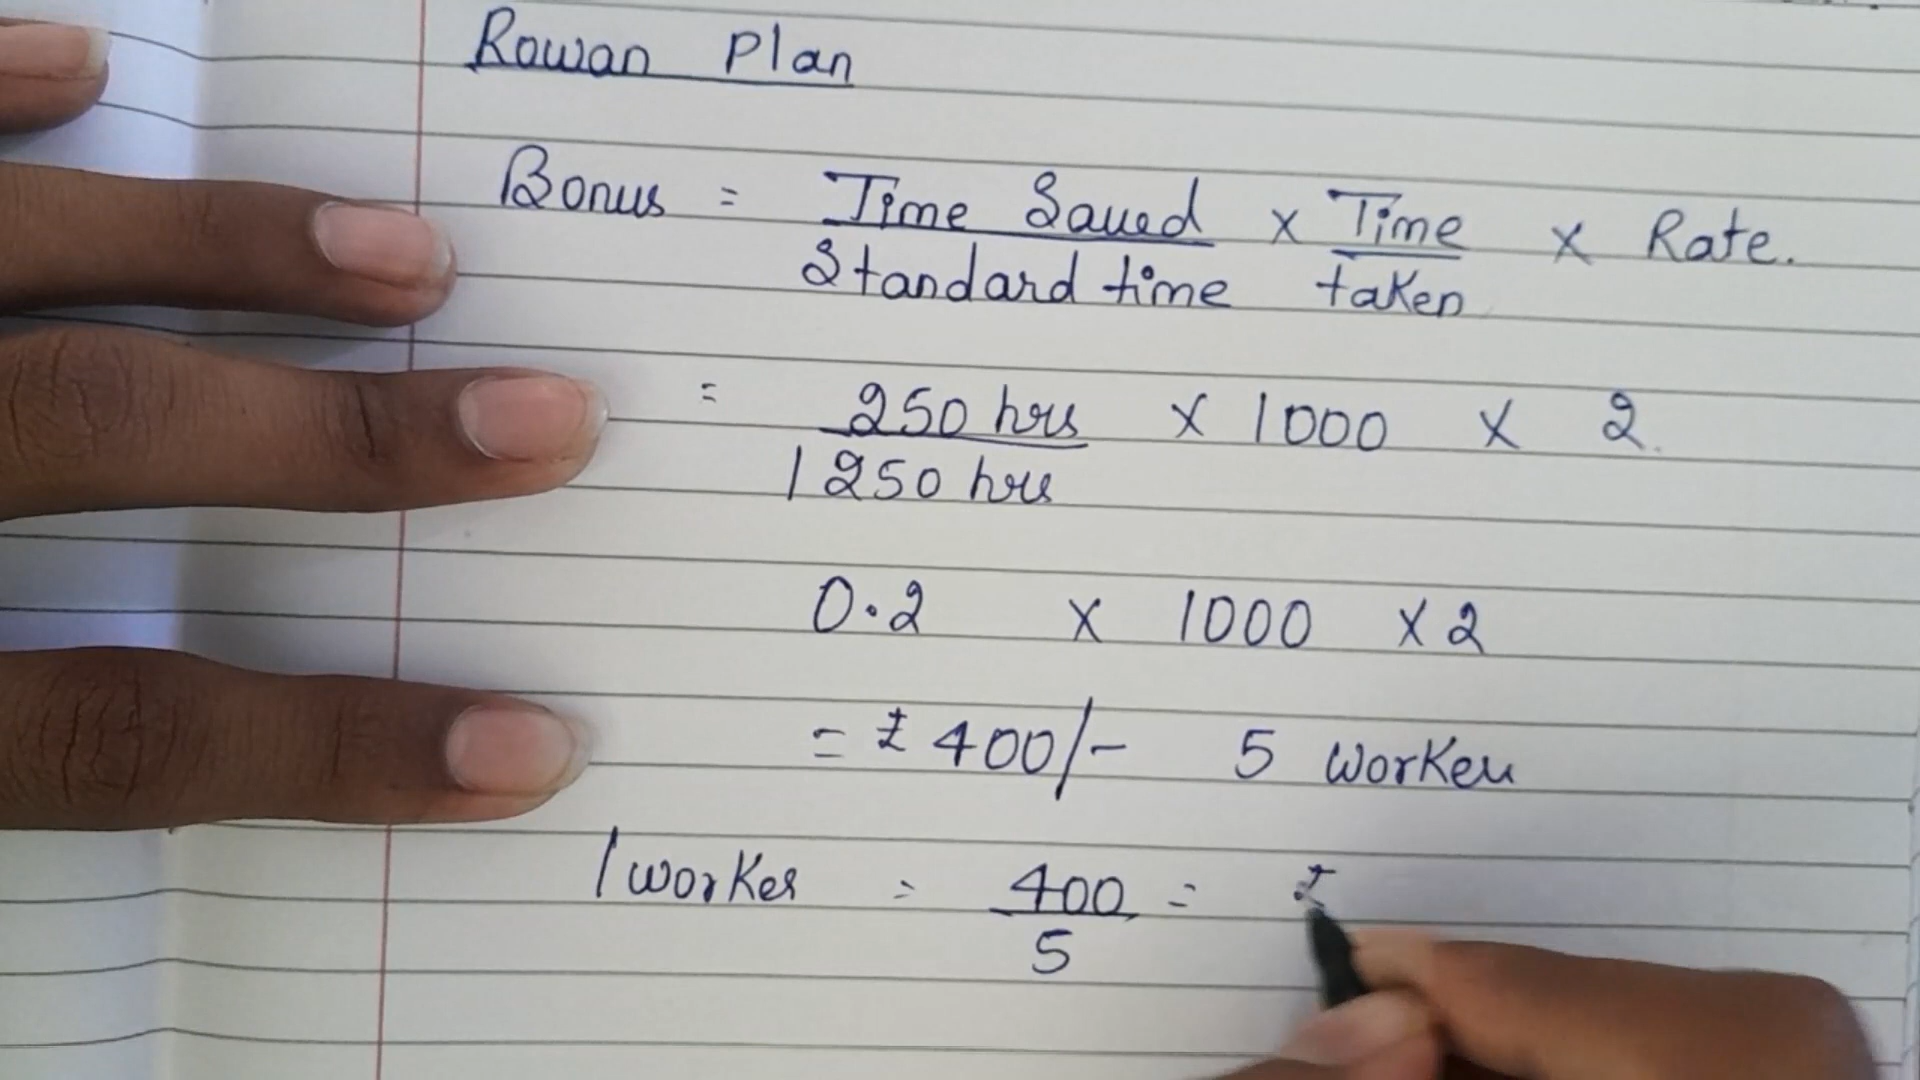 Rowan Plan
Bonus = Time Saved / Standard time × Time taken × Rate.
= 250 hrs / 1250 hrs × 1000 × 2.
0.2 × 1000 × 2
= ₹ 400/- 5 worker
1 worker = 400 / 5 = ₹